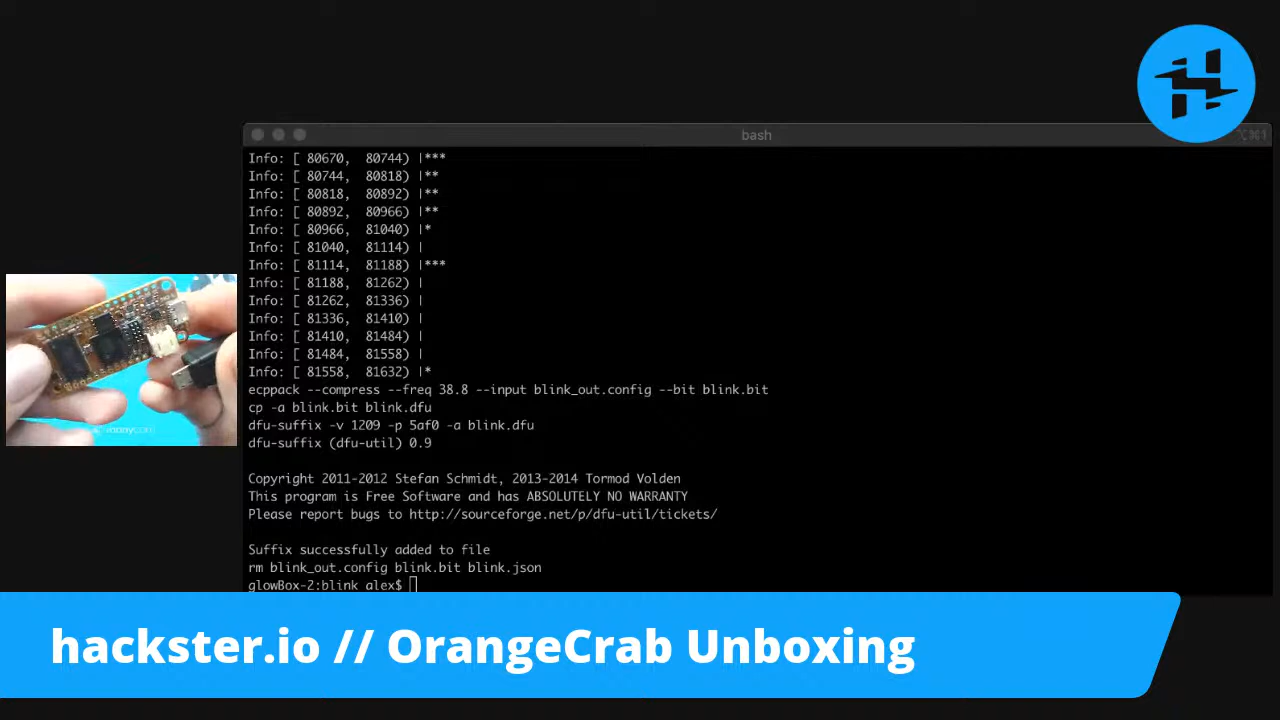 bash
⌥⌘1
Info: [ 80670,  80744) |***
Info: [ 80744,  80818) |**
Info: [ 80818,  80892) |**
Info: [ 80892,  80966) |**
Info: [ 80966,  81040) |*
Info: [ 81040,  81114) |
Info: [ 81114,  81188) |***
Info: [ 81188,  81262) |
Info: [ 81262,  81336) |
Info: [ 81336,  81410) |
Info: [ 81410,  81484) |
Info: [ 81484,  81558) |
Info: [ 81558,  81632) |*
ecppack --compress --freq 38.8 --input blink_out.config --bit blink.bit
cp -a blink.bit blink.dfu
dfu-suffix -v 1209 -p 5af0 -a blink.dfu
dfu-suffix (dfu-util) 0.9
Copyright 2011-2012 Stefan Schmidt, 2013-2014 Tormod Volden
This program is Free Software and has ABSOLUTELY NO WARRANTY
Please report bugs to http://sourceforge.net/p/dfu-util/tickets/
Suffix successfully added to file
rm blink_out.config blink.bit blink.json
glowBox-2:blink alex$
hackster.io // OrangeCrab Unboxing